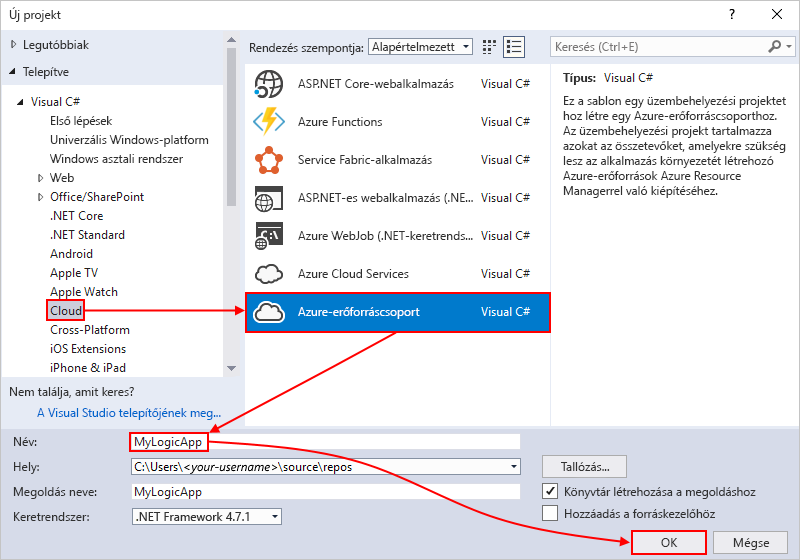 Új projekt
Legutóbbiak
Telepítve
Visual C#
Első lépések
Univerzális Windows-platform
Windows asztali rendszer
Web
Office/SharePoint
.NET Core
.NET Standard
Android
Apple TV
Apple Watch
Cloud
Cross-Platform
iOS Extensions
iPhone & iPad
Nem találja, amit keres?
A Visual Studio telepítőjének meg...
Rendezés szempontja: Alapértelmezett
ASP.NET Core-webalkalmazás Visual C#
Azure Functions Visual C#
Service Fabric-alkalmazás Visual C#
ASP.NET-es webalkalmazás (.NE... Visual C#
Azure WebJob (.NET-keretrends... Visual C#
Azure Cloud Services Visual C#
Azure-erőforráscsoport Visual C#
Keresés (Ctrl+E)
Típus: Visual C#
Ez a sablon egy üzembehelyezési projektet
hoz létre egy Azure-erőforráscsoporthoz.
Az üzembehelyezési projekt tartalmazza
azokat az összetevőket, amelyekre szükség
lesz az alkalmazás környezetét létrehozó
Azure-erőforrások Azure Resource
Managerrel való kiépítéséhez.
Név: MyLogicApp
Hely: C:\Users\<your-username>\source\repos
Tallózás...
Megoldás neve: MyLogicApp
Könyvtár létrehozása a megoldáshoz
Keretrendszer: .NET Framework 4.7.1
Hozzáadás a forráskezelőhöz
OK
Mégse